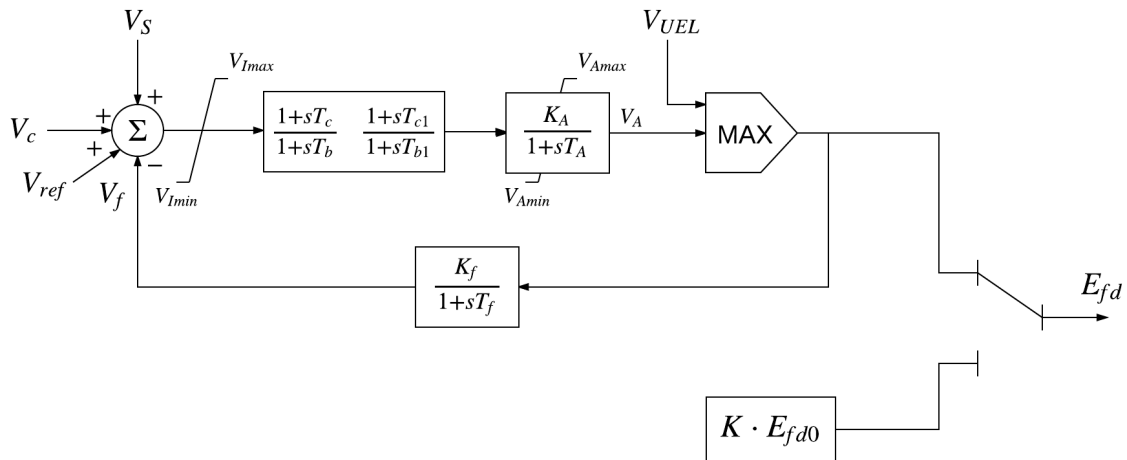 V_S
V_UEL
V_Imax
V_Amax
+
+
V_c
Σ
1+sT_c
1+sT_b
1+sT_c1
1+sT_b1
K_A
1+sT_A
V_A
MAX
+
−
V_ref
V_f
V_Imin
V_Amin
K_f
1+sT_f
E_fd
K · E_fd0